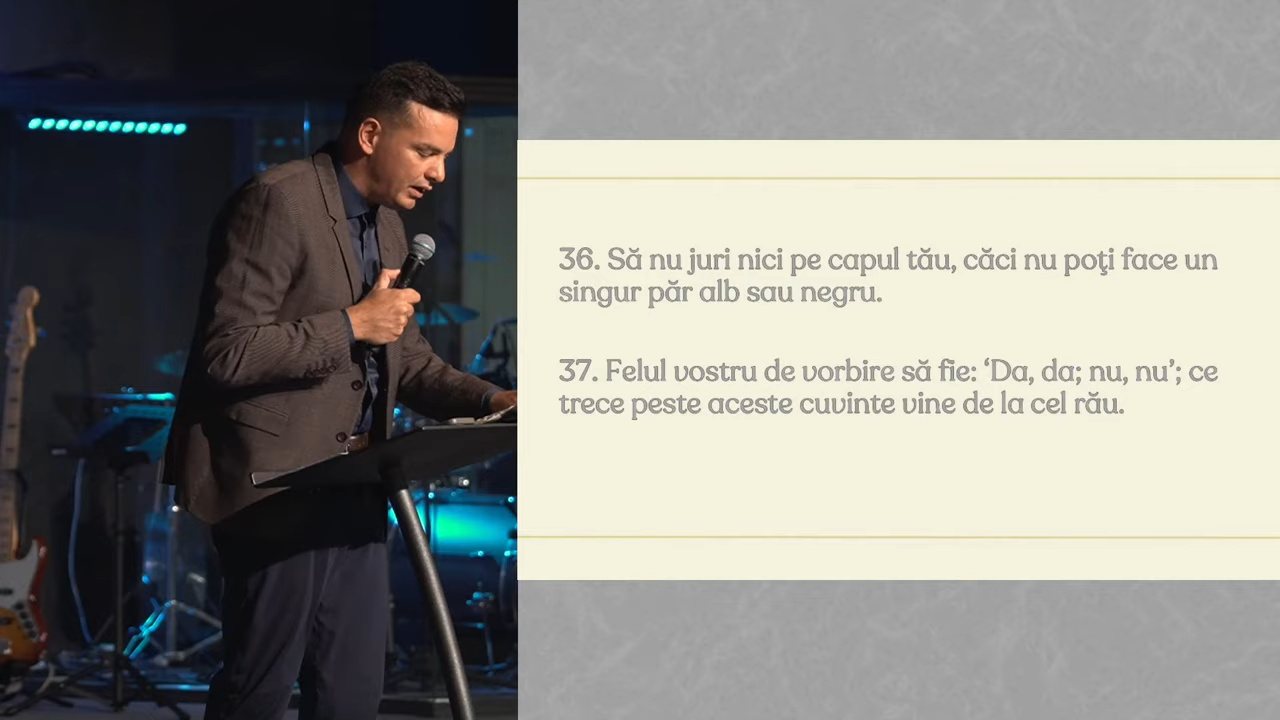 36. Să nu juri nici pe capul tău, căci nu poţi face un
singur păr alb sau negru.
37. Felul vostru de vorbire să fie: ‘Da, da; nu, nu’; ce
trece peste aceste cuvinte vine de la cel rău.